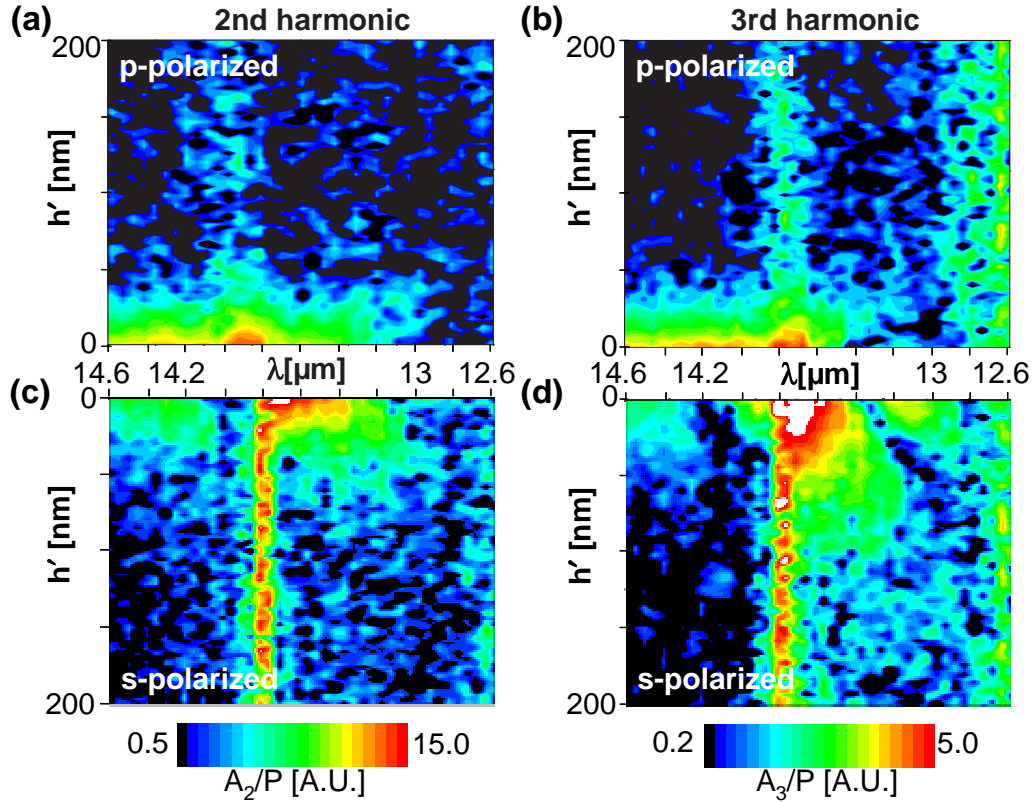 (a) 2nd harmonic
(b) 3rd harmonic
200
p-polarized
h′ [nm]
0
200
p-polarized
h′ [nm]
0
14.6 14.2 λ[µm] 13 12.6
14.6 14.2 λ[µm] 13 12.6
(c)
0
h′ [nm]
s-polarized
200
(d)
0
h′ [nm]
s-polarized
200
0.5 15.0
A₂/P [A.U.]
0.2 5.0
A₃/P [A.U.]